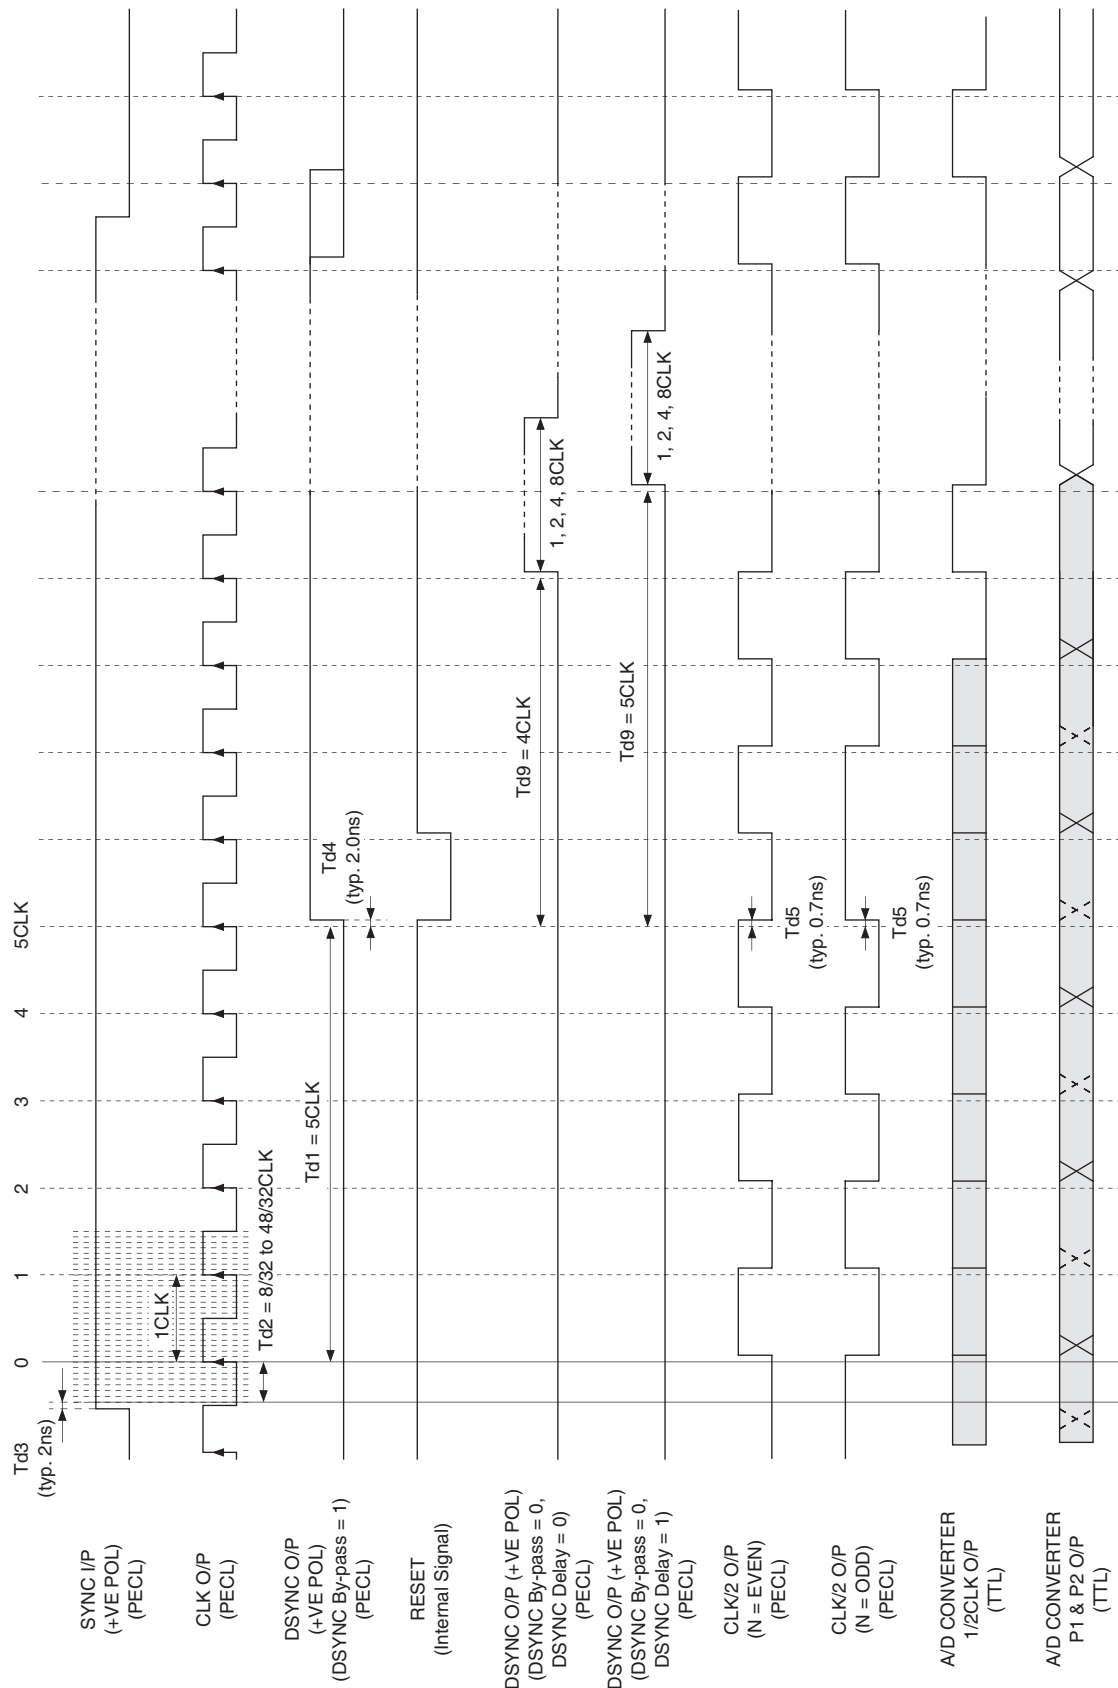 Td3
(typ. 2ns)
0
1
2
3
4
5CLK
SYNC I/P
(+VE POL)
(PECL)
1CLK
CLK O/P
(PECL)
Td2 = 8/32 to 48/32CLK
DSYNC O/P
(+VE POL)
(DSYNC By-pass = 1)
(PECL)
Td1 = 5CLK
Td4
(typ. 2.0ns)
RESET
(Internal Signal)
DSYNC O/P (+VE POL)
(DSYNC By-pass = 0,
DSYNC Delay = 0)
(PECL)
Td9 = 4CLK
1, 2, 4, 8CLK
DSYNC O/P (+VE POL)
(DSYNC By-pass = 0,
DSYNC Delay = 1)
(PECL)
Td9 = 5CLK
1, 2, 4, 8CLK
CLK/2 O/P
(N = EVEN)
(PECL)
Td5
(typ. 0.7ns)
CLK/2 O/P
(N = ODD)
(PECL)
Td5
(typ. 0.7ns)
A/D CONVERTER
1/2CLK O/P
(TTL)
A/D CONVERTER
P1 & P2 O/P
(TTL)